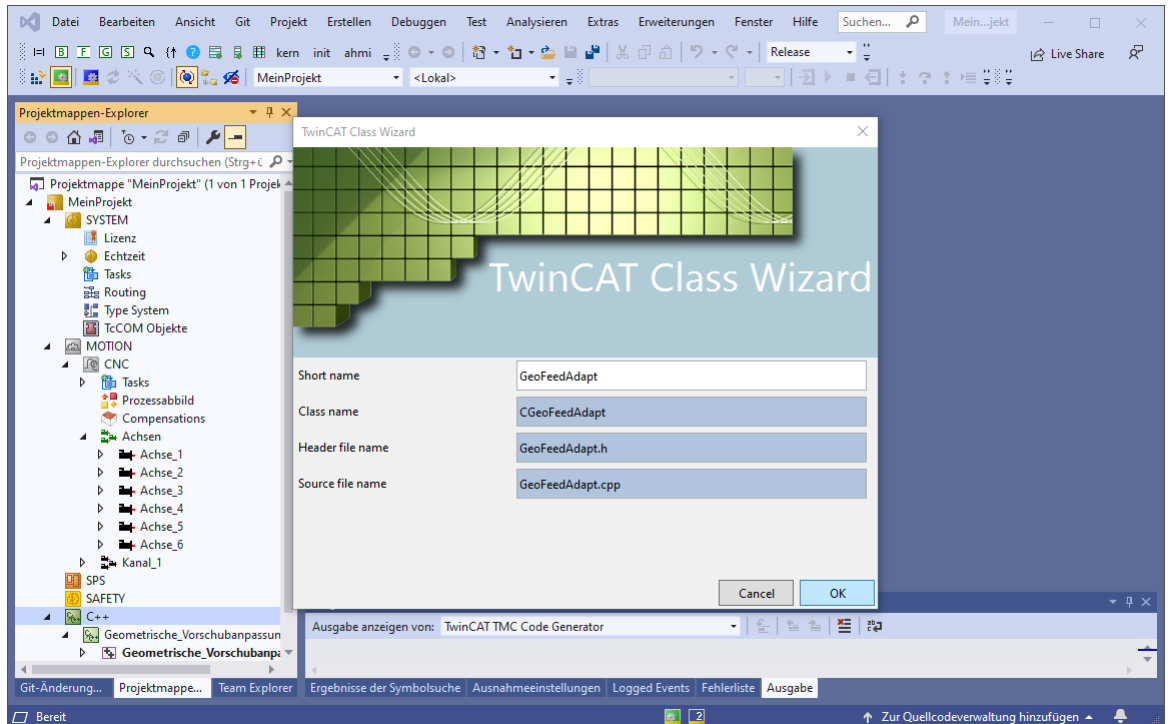 Datei Bearbeiten Ansicht Git Projekt Erstellen Debuggen Test Analysieren Extras Erweiterungen Fenster Hilfe Suchen... Mein...jekt
B F G S kern init ahmi Release Live Share
MeinProjekt <Lokal>
Projektmappen-Explorer
Projektmappen-Explorer durchsuchen (Strg+ü
Projektmappe "MeinProjekt" (1 von 1 Projek
MeinProjekt
SYSTEM
Lizenz
Echtzeit
Tasks
Routing
Type System
TcCOM Objekte
MOTION
CNC
Tasks
Prozessabbild
Compensations
Achsen
Achse_1
Achse_2
Achse_3
Achse_4
Achse_5
Achse_6
Kanal_1
SPS
SAFETY
C++
Geometrische_Vorschubanpassun
Geometrische_Vorschubanpa
Git-Änderung... Projektmappe... Team Explorer
TwinCAT Class Wizard
TwinCAT Class Wizard
Short name GeoFeedAdapt
Class name CGeoFeedAdapt
Header file name GeoFeedAdapt.h
Source file name GeoFeedAdapt.cpp
Cancel OK
Ausgabe anzeigen von: TwinCAT TMC Code Generator
Ergebnisse der Symbolsuche Ausnahmeeinstellungen Logged Events Fehlerliste Ausgabe
Bereit 2 Zur Quellcodeverwaltung hinzufügen